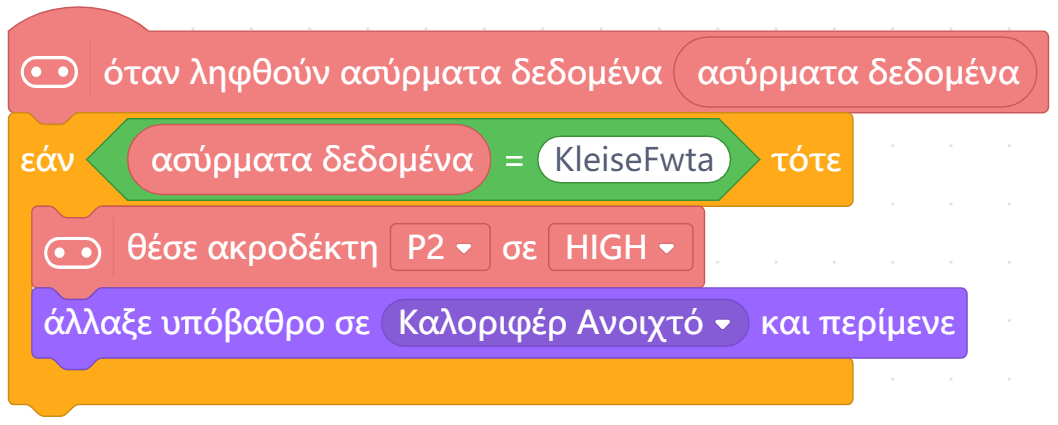 όταν ληφθούν ασύρματα δεδομένα ασύρματα δεδομένα
εάν ασύρματα δεδομένα = KleiseFwta τότε
θέσε ακροδέκτη P2 σε HIGH
άλλαξε υπόβαθρο σε Καλοριφέρ Ανοιχτό και περίμενε